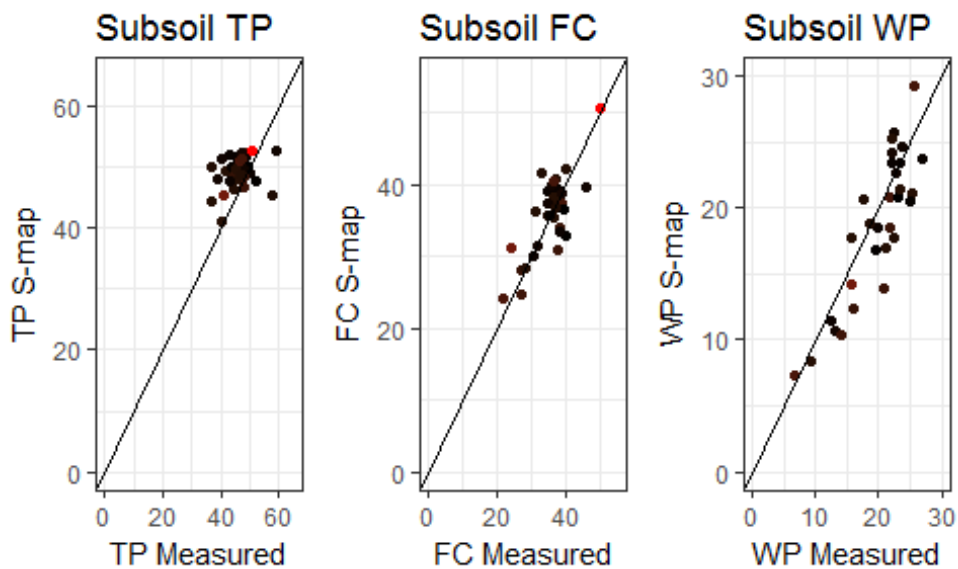 Subsoil TP
Subsoil FC
Subsoil WP
TP S-map
60
40
20
0
0 20 40 60
TP Measured
FC S-map
40
20
0
0 20 40
FC Measured
WP S-map
30
20
10
0
0 10 20 30
WP Measured